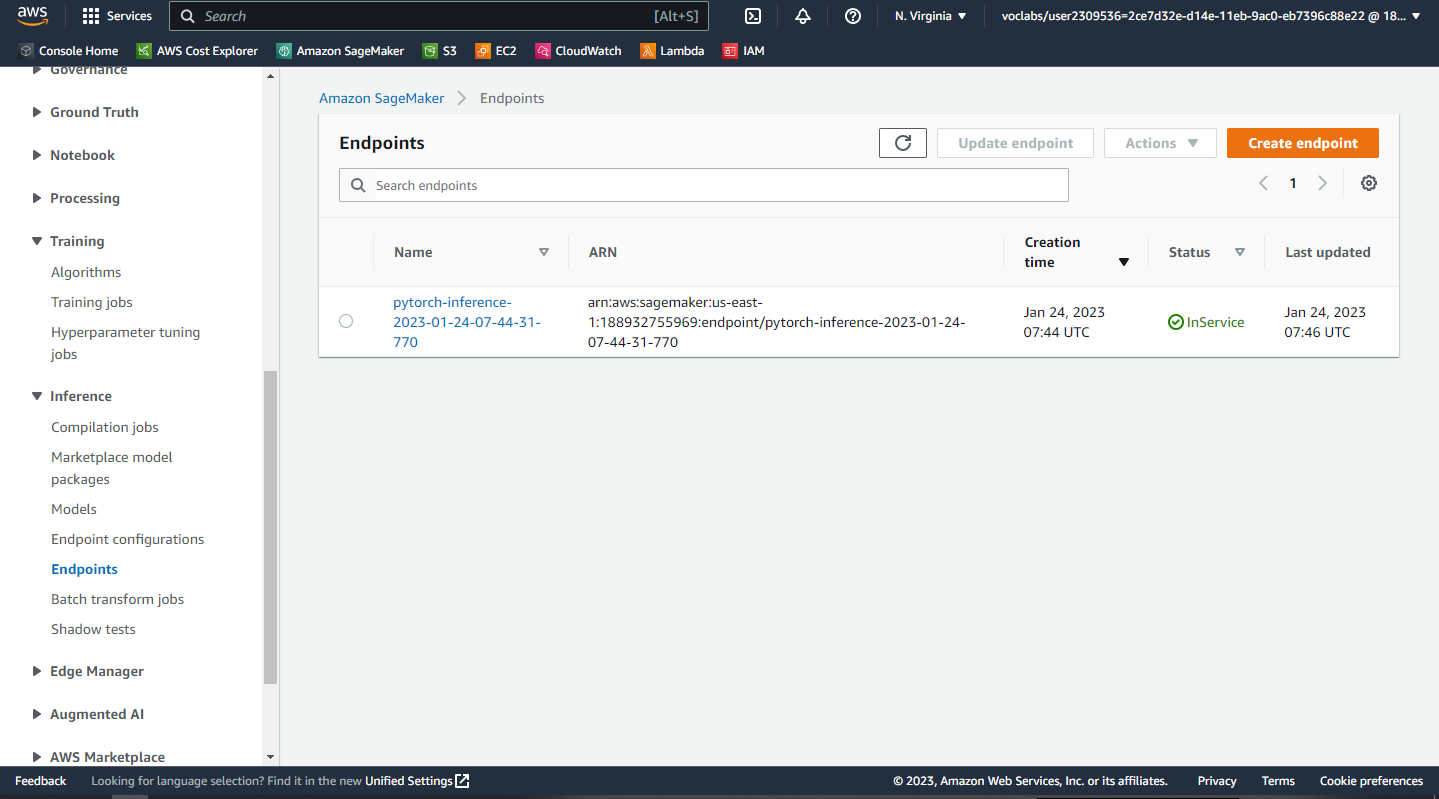 aws
Services
Search
[Alt+S]
N. Virginia
voclabs/user2309536=2ce7d32e-d14e-11eb-9ac0-eb7396c88e22 @ 18...
Console Home
AWS Cost Explorer
Amazon SageMaker
S3
EC2
CloudWatch
Lambda
IAM
Governance
Ground Truth
Notebook
Processing
Training
Algorithms
Training jobs
Hyperparameter tuning
jobs
Inference
Compilation jobs
Marketplace model
packages
Models
Endpoint configurations
Endpoints
Batch transform jobs
Shadow tests
Edge Manager
Augmented AI
AWS Marketplace
Amazon SageMaker
Endpoints
Endpoints
Update endpoint
Actions
Create endpoint
Search endpoints
1
Name
ARN
Creation
time
Status
Last updated
pytorch-inference-
2023-01-24-07-44-31-
770
arn:aws:sagemaker:us-east-
1:188932755969:endpoint/pytorch-inference-2023-01-24-
07-44-31-770
Jan 24, 2023
07:44 UTC
InService
Jan 24, 2023
07:46 UTC
Feedback
Looking for language selection? Find it in the new Unified Settings
© 2023, Amazon Web Services, Inc. or its affiliates.
Privacy
Terms
Cookie preferences